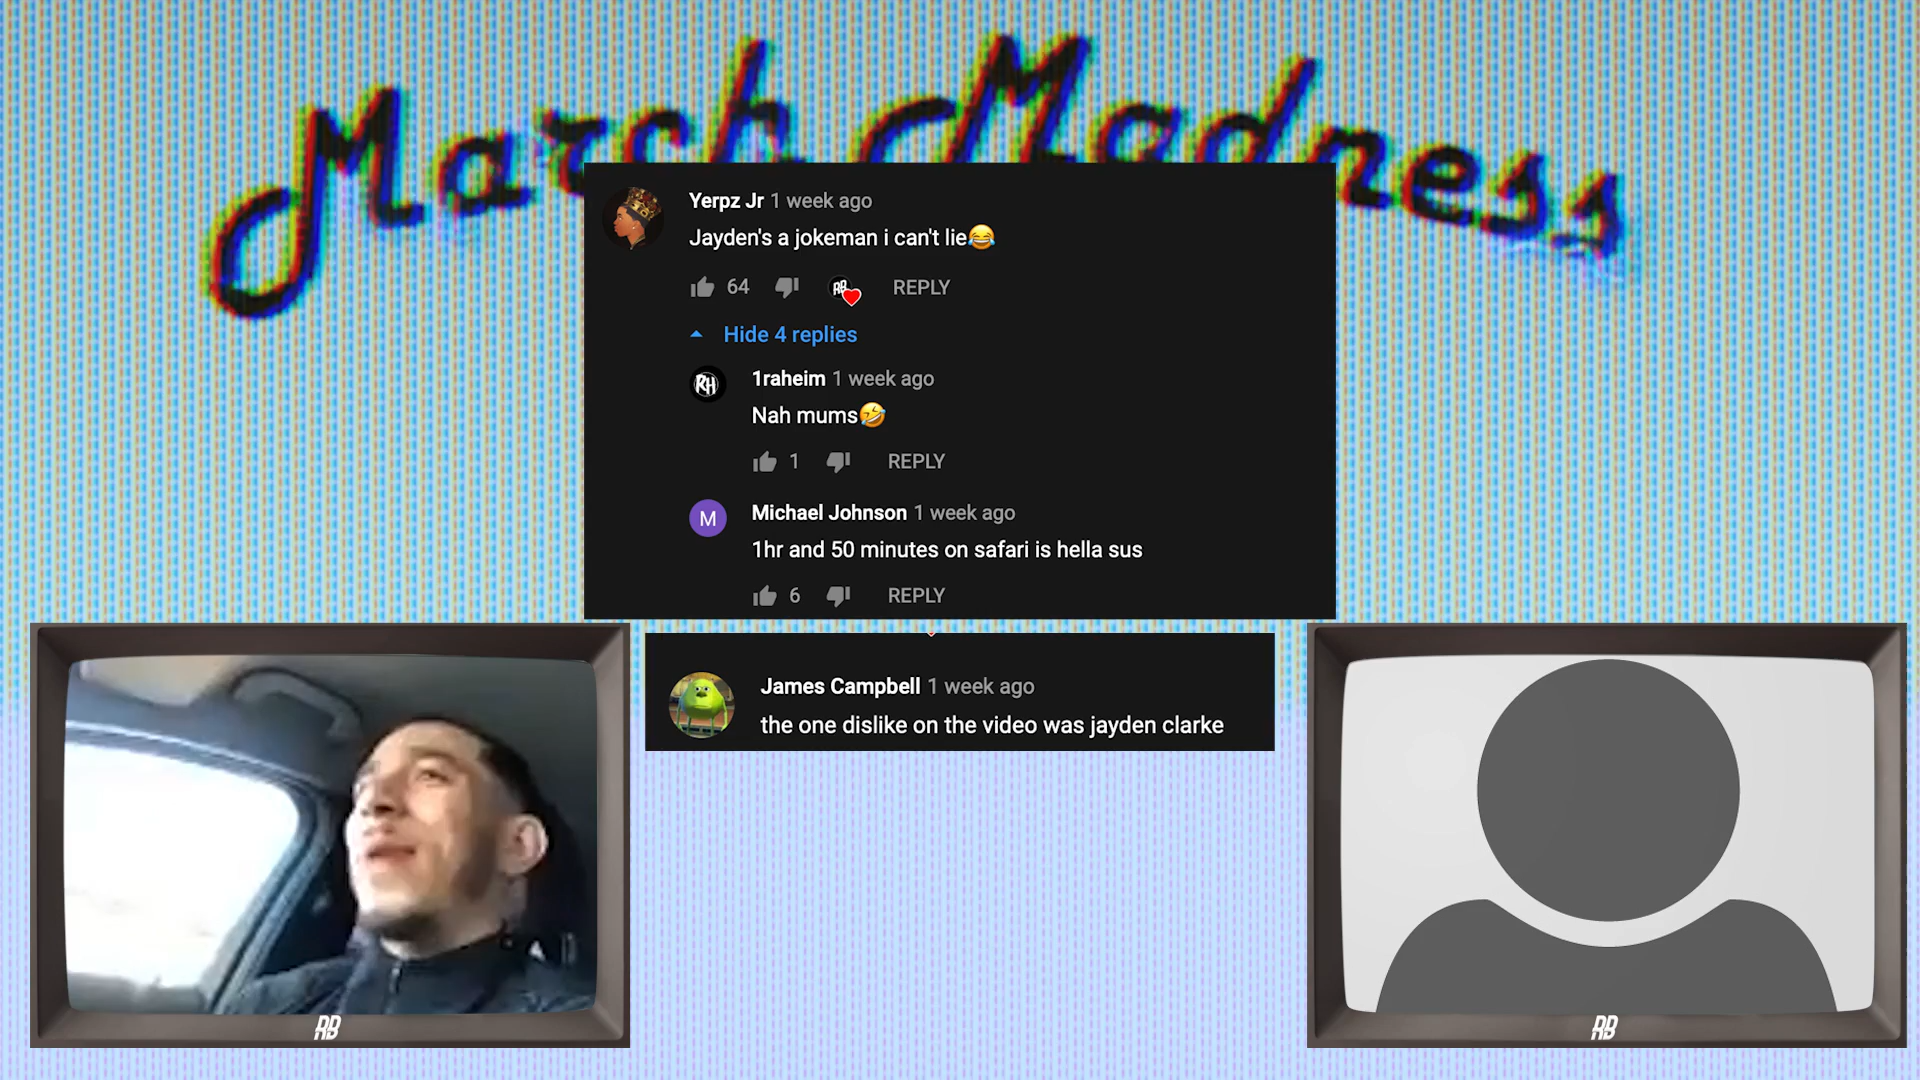 March Madness
Yerpz Jr 1 week ago
Jayden's a jokeman i can't lie😂
64 RB REPLY
Hide 4 replies
RH 1raheim 1 week ago
Nah mums🤣
1 REPLY
M Michael Johnson 1 week ago
1hr and 50 minutes on safari is hella sus
6 REPLY
James Campbell 1 week ago
the one dislike on the video was jayden clarke
RB
RB